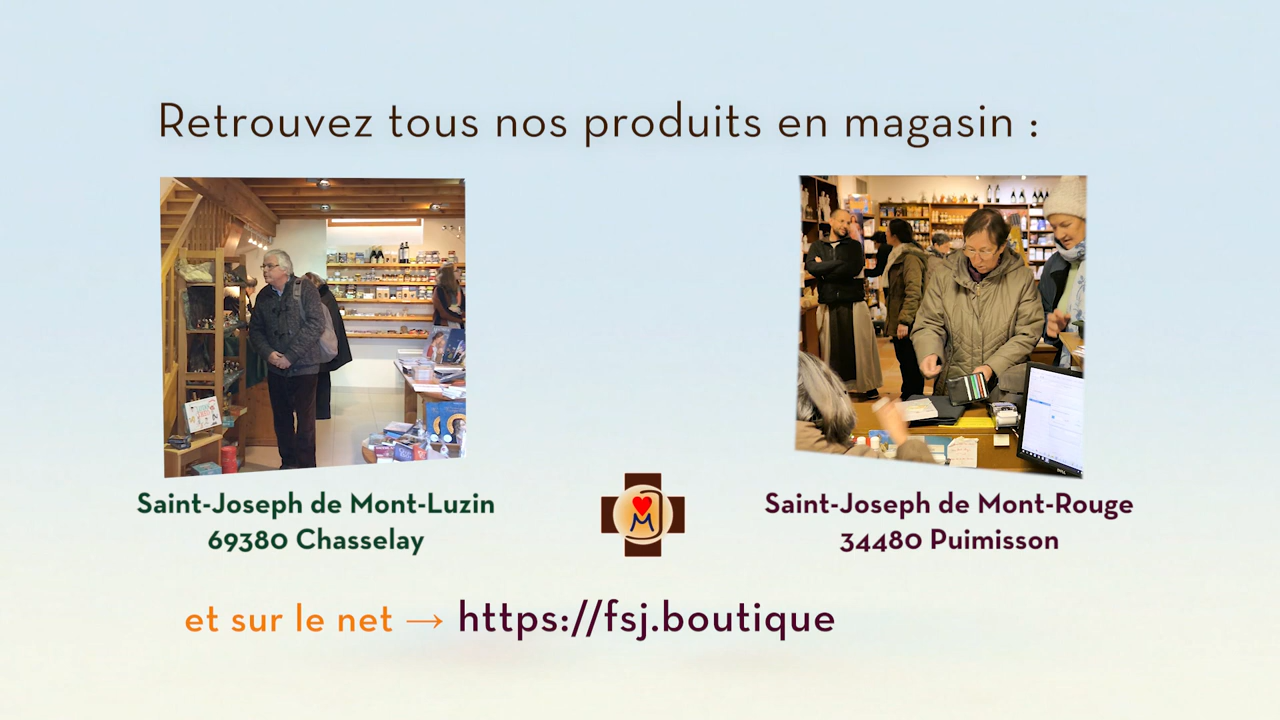 Retrouvez tous nos produits en magasin :
Saint-Joseph de Mont-Luzin
69380 Chasselay
M
Saint-Joseph de Mont-Rouge
34480 Puimisson
et sur le net → https://fsj.boutique